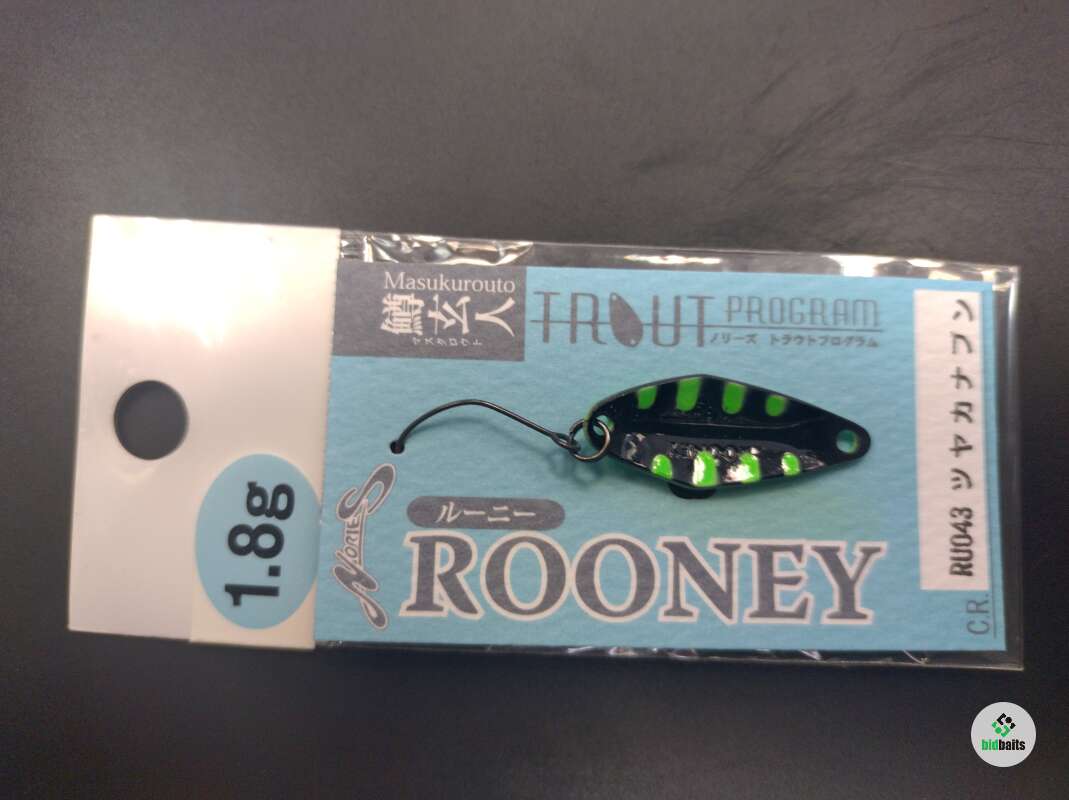 Masukurouto
鱒玄人
マスクロウト
TROUT PROGRAM
ノリーズ トラウトプログラム
1.8g
NORIES
ルーニー
ROONEY
RU043 ツヤカナブン
C.R.
bidbaits